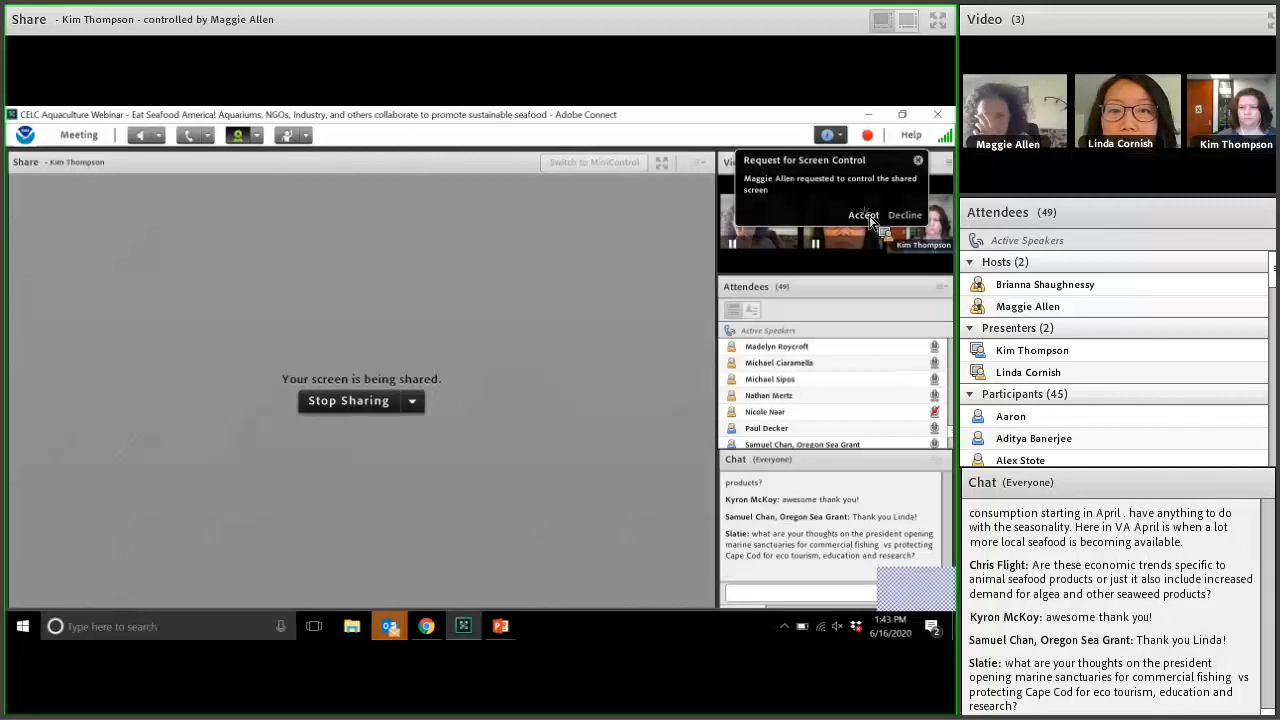 Share - Kim Thompson - controlled by Maggie Allen
CELC Aquaculture Webinar - Eat Seafood America! Aquariums, NGOs, Industry, and others collaborate to promote sustainable seafood - Adobe Connect
Meeting
Help
Share - Kim Thompson
Switch to MiniControl
Your screen is being shared.
Stop Sharing
Request for Screen Control
Maggie Allen requested to control the shared
screen
Accept Decline
Kim Thompson
Attendees (49)
Active Speakers
Madelyn Roycroft
Michael Ciaramella
Michael Sipos
Nathan Mertz
Nicole Naar
Paul Decker
Samuel Chan, Oregon Sea Grant
Chat (Everyone)
products?
Kyron McKoy: awesome thank you!
Samuel Chan, Oregon Sea Grant: Thank you Linda!
Slatie: what are your thoughts on the president opening
marine sanctuaries for commercial fishing vs protecting
Cape Cod for eco tourism, education and research?
Type here to search
1:43 PM
6/16/2020
2
Video (3)
Maggie Allen
Linda Cornish
Kim Thompson
Attendees (49)
Active Speakers
Hosts (2)
Brianna Shaughnessy
Maggie Allen
Presenters (2)
Kim Thompson
Linda Cornish
Participants (45)
Aaron
Aditya Banerjee
Alex Stote
Chat (Everyone)
consumption starting in April . have anything to do
with the seasonality. Here in VA April is when a lot
more local seafood is becoming available.
Chris Flight: Are these economic trends specific to
animal seafood products or just it also include increased
demand for algea and other seaweed products?
Kyron McKoy: awesome thank you!
Samuel Chan, Oregon Sea Grant: Thank you Linda!
Slatie: what are your thoughts on the president
opening marine sanctuaries for commercial fishing vs
protecting Cape Cod for eco tourism, education and
research?